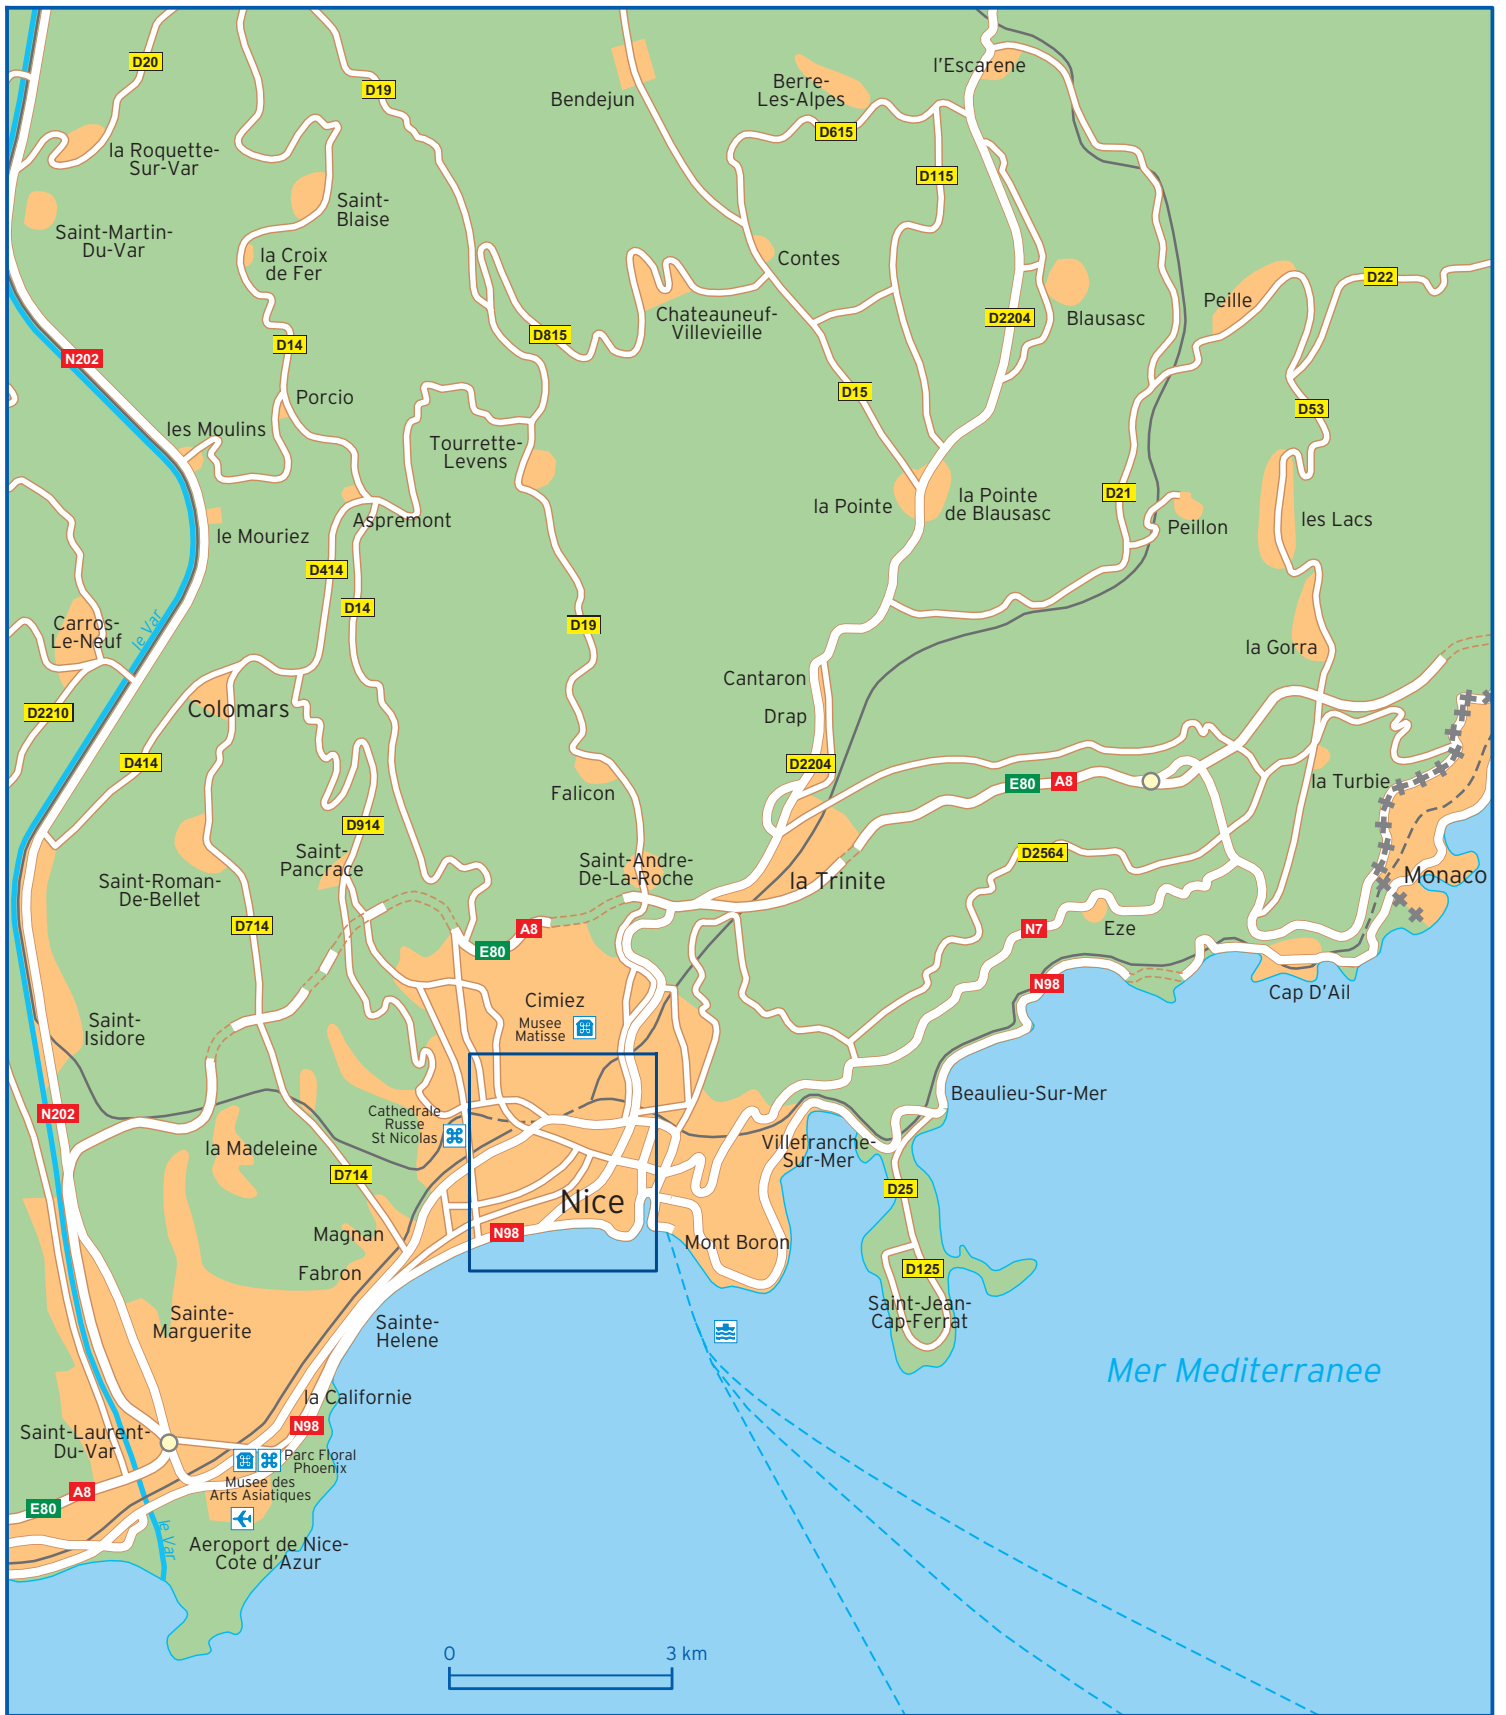 D20
D19
l'Escarene
Bendejun
Berre-
Les-Alpes
D615
la Roquette-
Sur-Var
D115
Saint-
Blaise
Saint-Martin-
Du-Var
la Croix
de Fer
Contes
D22
Peille
Chateauneuf-
Villevieille
D2204
Blausasc
D815
D14
N202
D15
Porcio
D53
les Moulins
Tourrette-
Levens
D21
la Pointe
la Pointe
de Blausasc
Peillon
les Lacs
Aspremont
le Mouriez
D414
D14
D19
Carros-
Le-Neuf
le Var
la Gorra
Cantaron
Drap
D2210
Colomars
D414
D2204
E80
A8
la Turbie
Falicon
D914
Saint-
Pancrace
D2564
Saint-Andre-
De-La-Roche
la Trinite
Monaco
Saint-Roman-
De-Bellet
D714
A8
E80
N7
Eze
N98
Cap D'Ail
Cimiez
Musee
Matisse
Saint-
Isidore
N202
Beaulieu-Sur-Mer
Cathedrale
Russe
St Nicolas
la Madeleine
D714
Villefranche-
Sur-Mer
D25
Nice
Magnan
N98
Mont Boron
Fabron
D125
Saint-Jean-
Cap-Ferrat
Sainte-
Marguerite
Sainte-
Helene
Mer Mediterranee
la Californie
N98
Saint-Laurent-
Du-Var
Parc Floral
Phoenix
Musee des
Arts Asiatiques
A8
E80
le Var
Aeroport de Nice-
Cote d'Azur
0
3 km